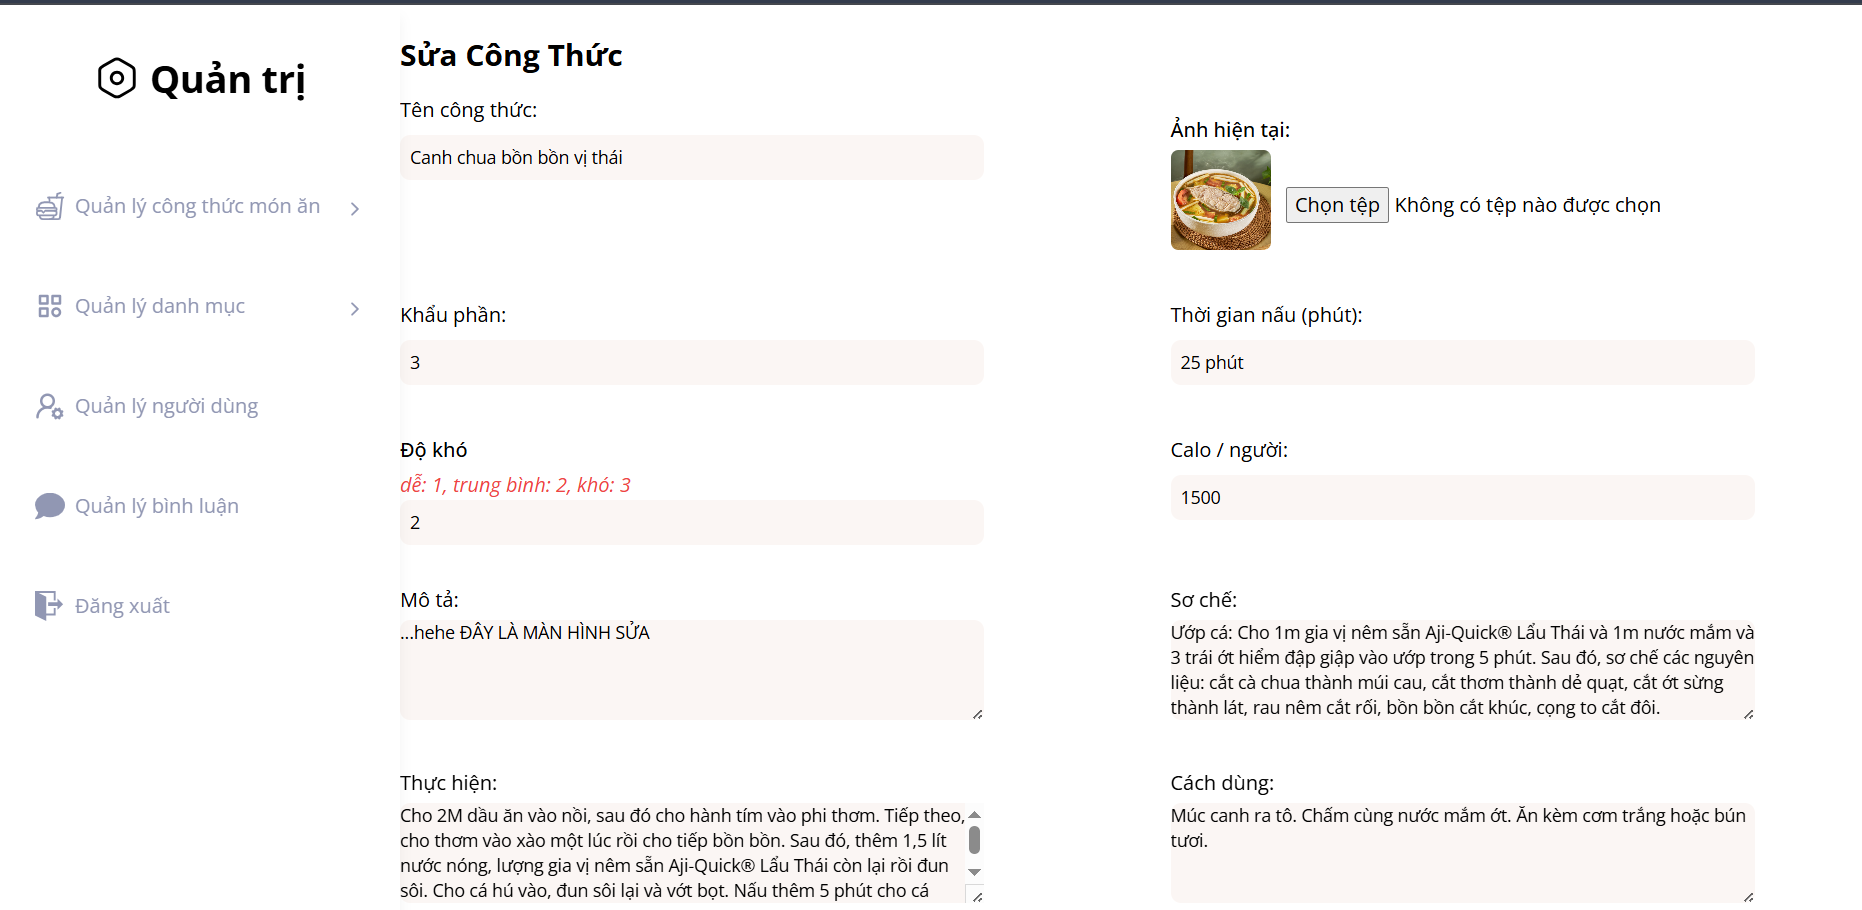 Quản trị
Quản lý công thức món ăn
Quản lý danh mục
Quản lý người dùng
Quản lý bình luận
Đăng xuất
Sửa Công Thức
Tên công thức:
Canh chua bồn bồn vị thái
Ảnh hiện tại:
Chọn tệp Không có tệp nào được chọn
Khẩu phần:
3
Thời gian nấu (phút):
25 phút
Độ khó
dễ: 1, trung bình: 2, khó: 3
2
Calo / người:
1500
Mô tả:
...hehe ĐÂY LÀ MÀN HÌNH SỬA
Sơ chế:
Ướp cá: Cho 1m gia vị nêm sẵn Aji-Quick® Lẩu Thái và 1m nước mắm và
3 trái ớt hiểm đập giập vào ướp trong 5 phút. Sau đó, sơ chế các nguyên
liệu: cắt cà chua thành múi cau, cắt thơm thành dẻ quạt, cắt ớt sừng
thành lát, rau nêm cắt rối, bồn bồn cắt khúc, cọng to cắt đôi.
Thực hiện:
Cho 2M dầu ăn vào nồi, sau đó cho hành tím vào phi thơm. Tiếp theo,
cho thơm vào xào một lúc rồi cho tiếp bồn bồn. Sau đó, thêm 1,5 lít
nước nóng, lượng gia vị nêm sẵn Aji-Quick® Lẩu Thái còn lại rồi đun
sôi. Cho cá hú vào, đun sôi lại và vớt bọt. Nấu thêm 5 phút cho cá
Cách dùng:
Múc canh ra tô. Chấm cùng nước mắm ớt. Ăn kèm cơm trắng hoặc bún
tươi.